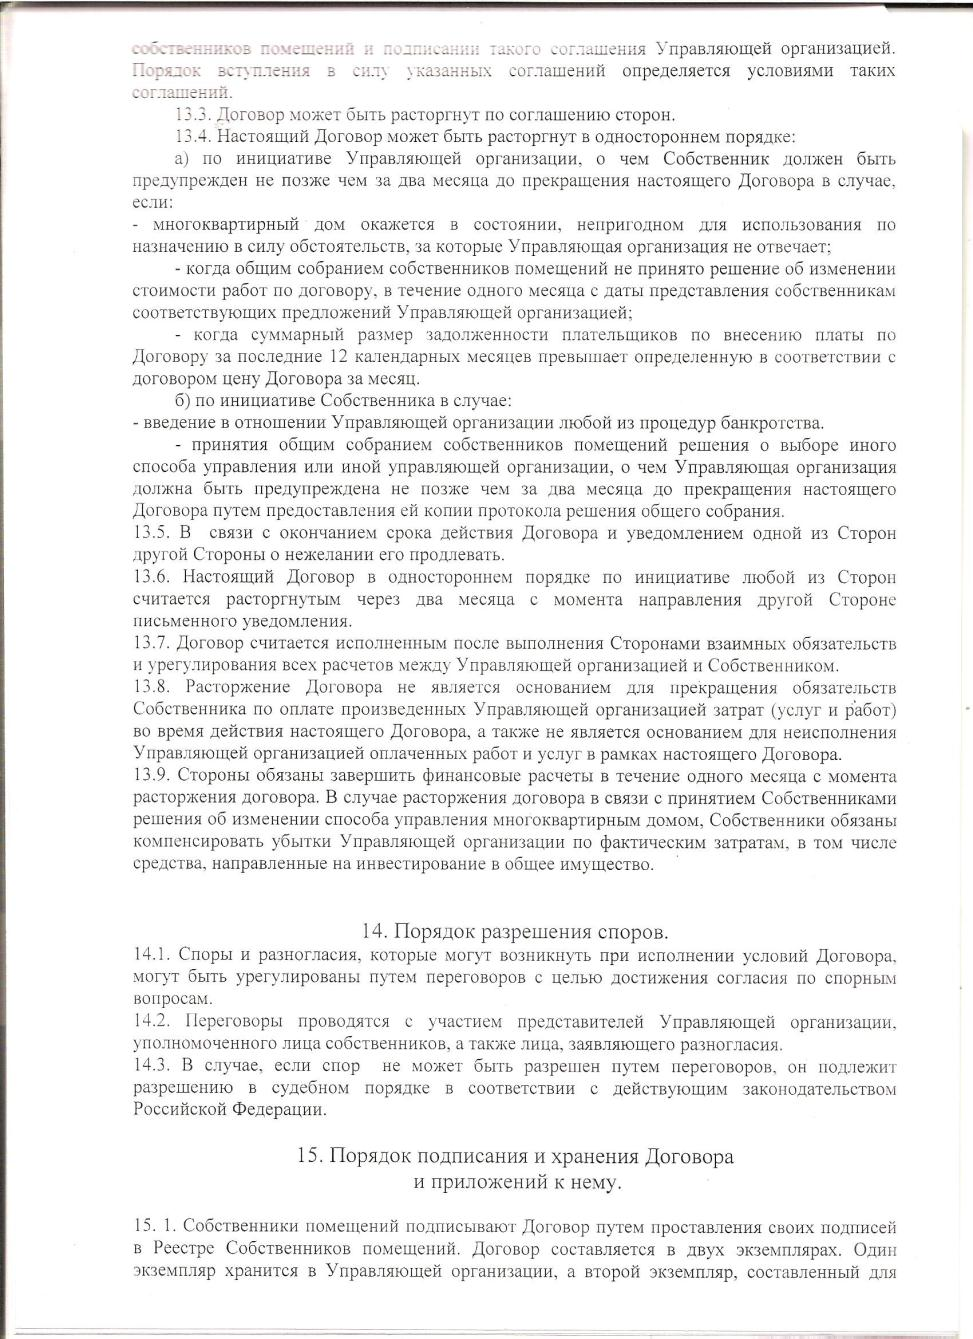 собственников помещений и подписании такого соглашения Управляющей организацией.
Порядок вступления в силу указанных соглашений определяется условиями таких
соглашений.
13.3. Договор может быть расторгнут по соглашению сторон.
13.4. Настоящий Договор может быть расторгнут в одностороннем порядке:
а) по инициативе Управляющей организации, о чем Собственник должен быть
предупрежден не позже чем за два месяца до прекращения настоящего Договора в случае,
если:
- многоквартирный дом окажется в состоянии, непригодном для использования по
назначению в силу обстоятельств, за которые Управляющая организация не отвечает;
- когда общим собранием собственников помещений не принято решение об изменении
стоимости работ по договору, в течение одного месяца с даты представления собственникам
соответствующих предложений Управляющей организацией;
- когда суммарный размер задолженности плательщиков по внесению платы по
Договору за последние 12 календарных месяцев превышает определенную в соответствии с
договором цену Договора за месяц.
б) по инициативе Собственника в случае:
- введение в отношении Управляющей организации любой из процедур банкротства.
- принятия общим собранием собственников помещений решения о выборе иного
способа управления или иной управляющей организации, о чем Управляющая организация
должна быть предупреждена не позже чем за два месяца до прекращения настоящего
Договора путем предоставления ей копии протокола решения общего собрания.
13.5. В связи с окончанием срока действия Договора и уведомлением одной из Сторон
другой Стороны о нежелании его продлевать.
13.6. Настоящий Договор в одностороннем порядке по инициативе любой из Сторон
считается расторгнутым через два месяца с момента направления другой Стороне
письменного уведомления.
13.7. Договор считается исполненным после выполнения Сторонами взаимных обязательств
и урегулирования всех расчетов между Управляющей организацией и Собственником.
13.8. Расторжение Договора не является основанием для прекращения обязательств
Собственника по оплате произведенных Управляющей организацией затрат (услуг и работ)
во время действия настоящего Договора, а также не является основанием для неисполнения
Управляющей организацией оплаченных работ и услуг в рамках настоящего Договора.
13.9. Стороны обязаны завершить финансовые расчеты в течение одного месяца с момента
расторжения договора. В случае расторжения договора в связи с принятием Собственниками
решения об изменении способа управления многоквартирным домом, Собственники обязаны
компенсировать убытки Управляющей организации по фактическим затратам, в том числе
средства, направленные на инвестирование в общее имущество.
14. Порядок разрешения споров.
14.1. Споры и разногласия, которые могут возникнуть при исполнении условий Договора,
могут быть урегулированы путем переговоров с целью достижения согласия по спорным
вопросам.
14.2. Переговоры проводятся с участием представителей Управляющей организации,
уполномоченного лица собственников, а также лица, заявляющего разногласия.
14.3. В случае, если спор не может быть разрешен путем переговоров, он подлежит
разрешению в судебном порядке в соответствии с действующим законодательством
Российской Федерации.
15. Порядок подписания и хранения Договора
и приложений к нему.
15. 1. Собственники помещений подписывают Договор путем проставления своих подписей
в Реестре Собственников помещений. Договор составляется в двух экземплярах. Один
экземпляр хранится в Управляющей организации, а второй экземпляр, составленный для